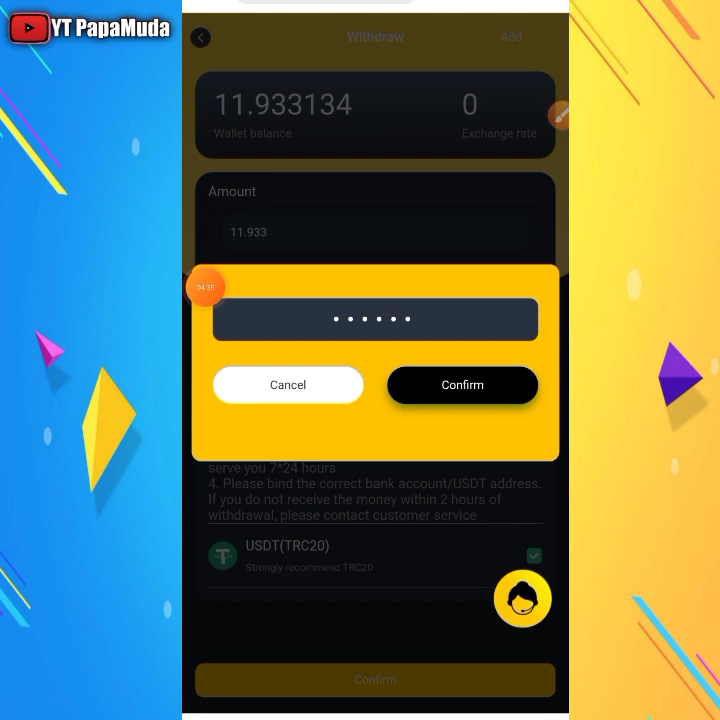 YT PapaMuda
Withdraw
Add
11.933134
0
Wallet balance
Exchange rate
Amount
11.933
04:35
Cancel
Confirm
serve you 7*24 hours
4. Please bind the correct bank account/USDT address.
If you do not receive the money within 2 hours of
withdrawal, please contact customer service
USDT(TRC20)
Strongly recommend TRC20
Confirm